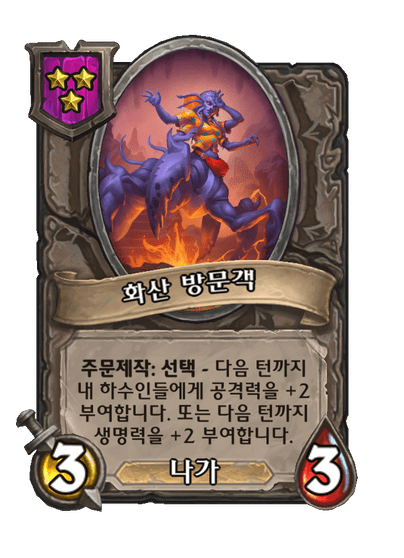 화산 방문객
주문제작: 선택 - 다음 턴까지
내 하수인들에게 공격력을 +2
부여합니다. 또는 다음 턴까지
생명력을 +2 부여합니다.
3
나가
3